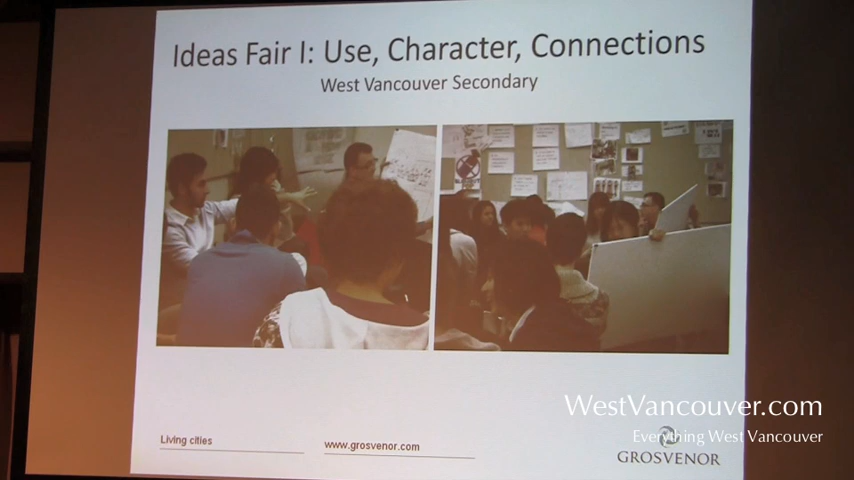 Ideas Fair I: Use, Character, Connections
West Vancouver Secondary
WestVancouver.com
Everything West Vancouver
Living cities
www.grosvenor.com
GROSVENOR